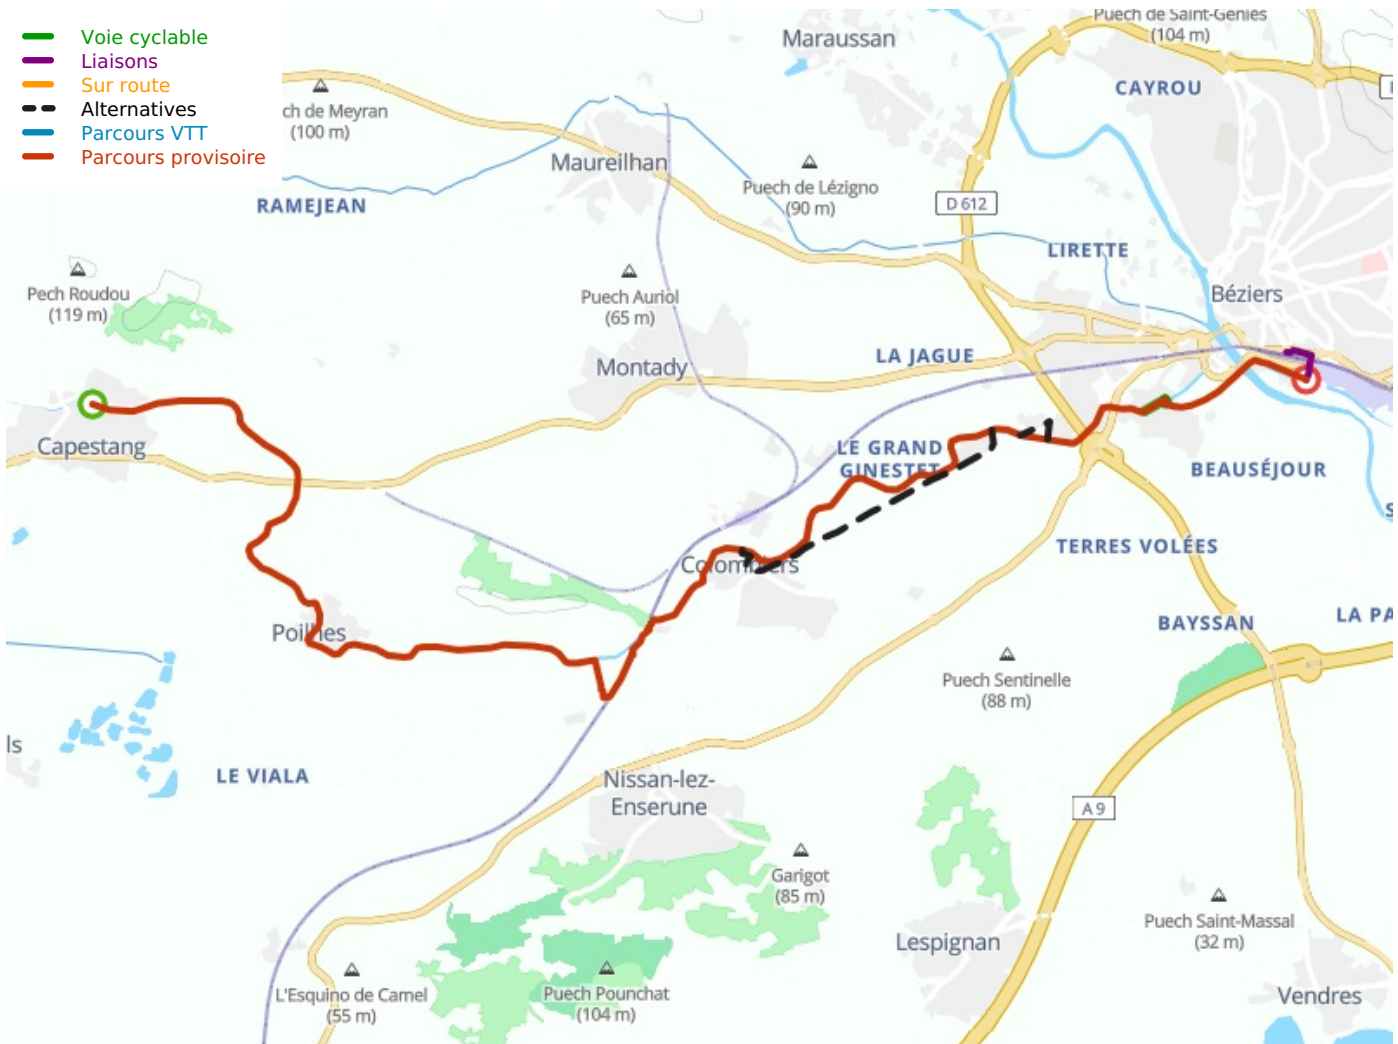 Voie cyclable
Liaisons
Sur route
Alternatives
Parcours VTT
Parcours provisoire
Puech de Saint-Geniès
(104 m)
Maraussan
CAYROU
ch de Meyran
(100 m)
Maureilhan
Puech de Lézigno
(90 m)
D 612
RAMEJEAN
LIRETTE
Pech Roudou
(119 m)
Puech Auriol
(65 m)
Béziers
Montady
LA JAGUE
Capestang
LE GRAND
GINESTET
BEAUSÉJOUR
S
TERRES VOLÉES
Colombiers
Poilhes
BAYSSAN
LA PA
Puech Sentinelle
(88 m)
ls
LE VIALA
Nissan-lez-
Enserune
A 9
Garigot
(85 m)
Lespignan
Puech Saint-Massal
(32 m)
L'Esquino de Camel
(55 m)
Puech Pounchat
(104 m)
Vendres